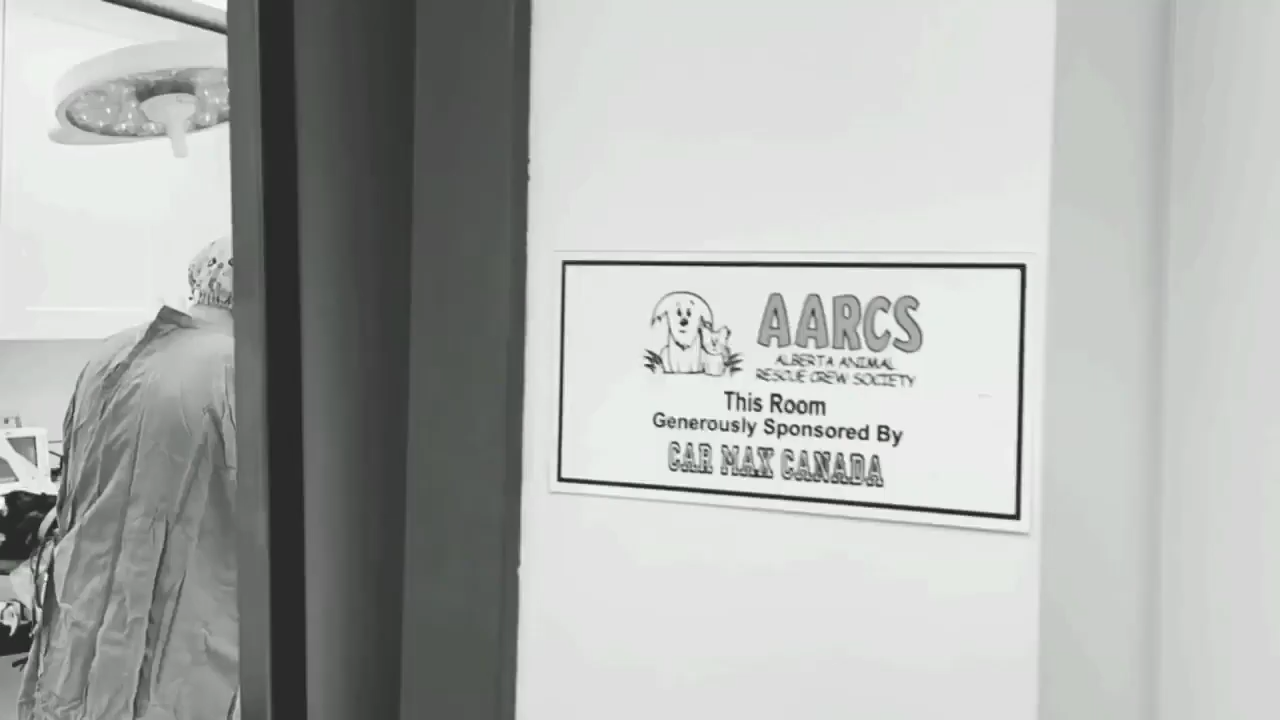 AARCS
ALBERTA ANIMAL
RESCUE CREW SOCIETY
This Room
Generously Sponsored By
CAR MAX CANADA